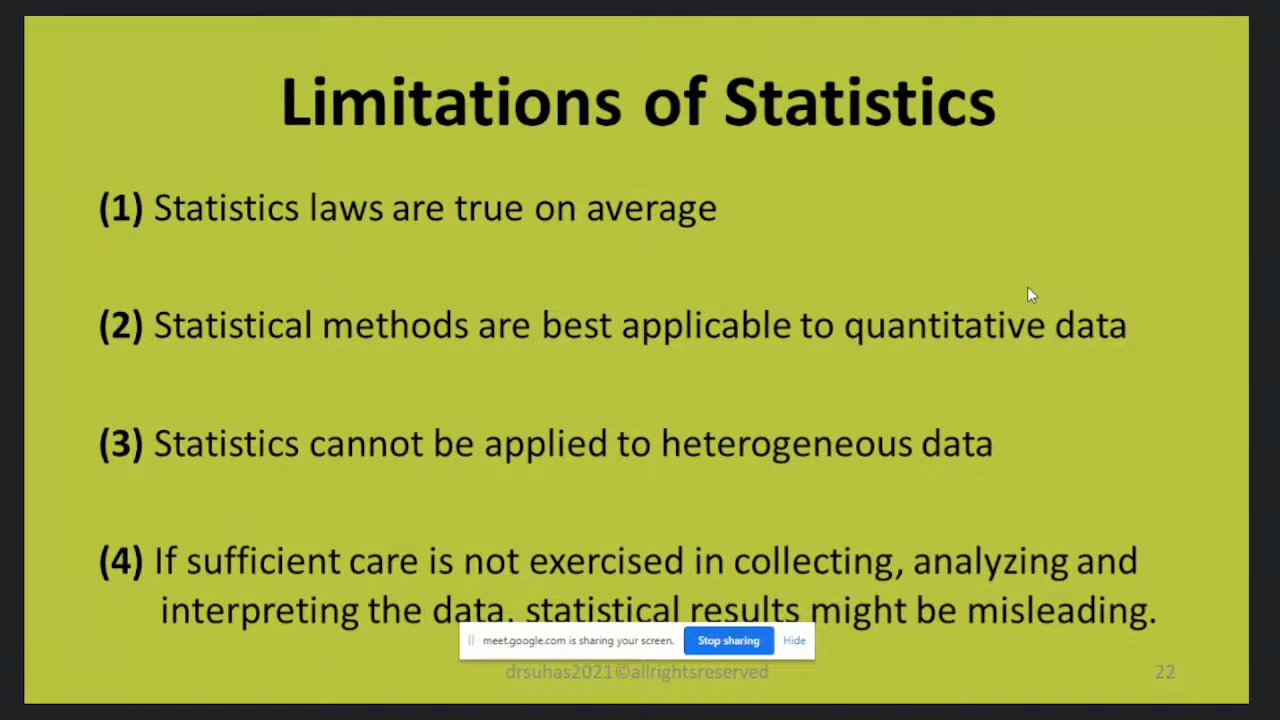 Limitations of Statistics
(1) Statistics laws are true on average
(2) Statistical methods are best applicable to quantitative data
(3) Statistics cannot be applied to heterogeneous data
(4) If sufficient care is not exercised in collecting, analyzing and
interpreting the data, statistical results might be misleading.
meet.google.com is sharing your screen. Stop sharing Hide
drsuhas2021©allrightsreserved 22